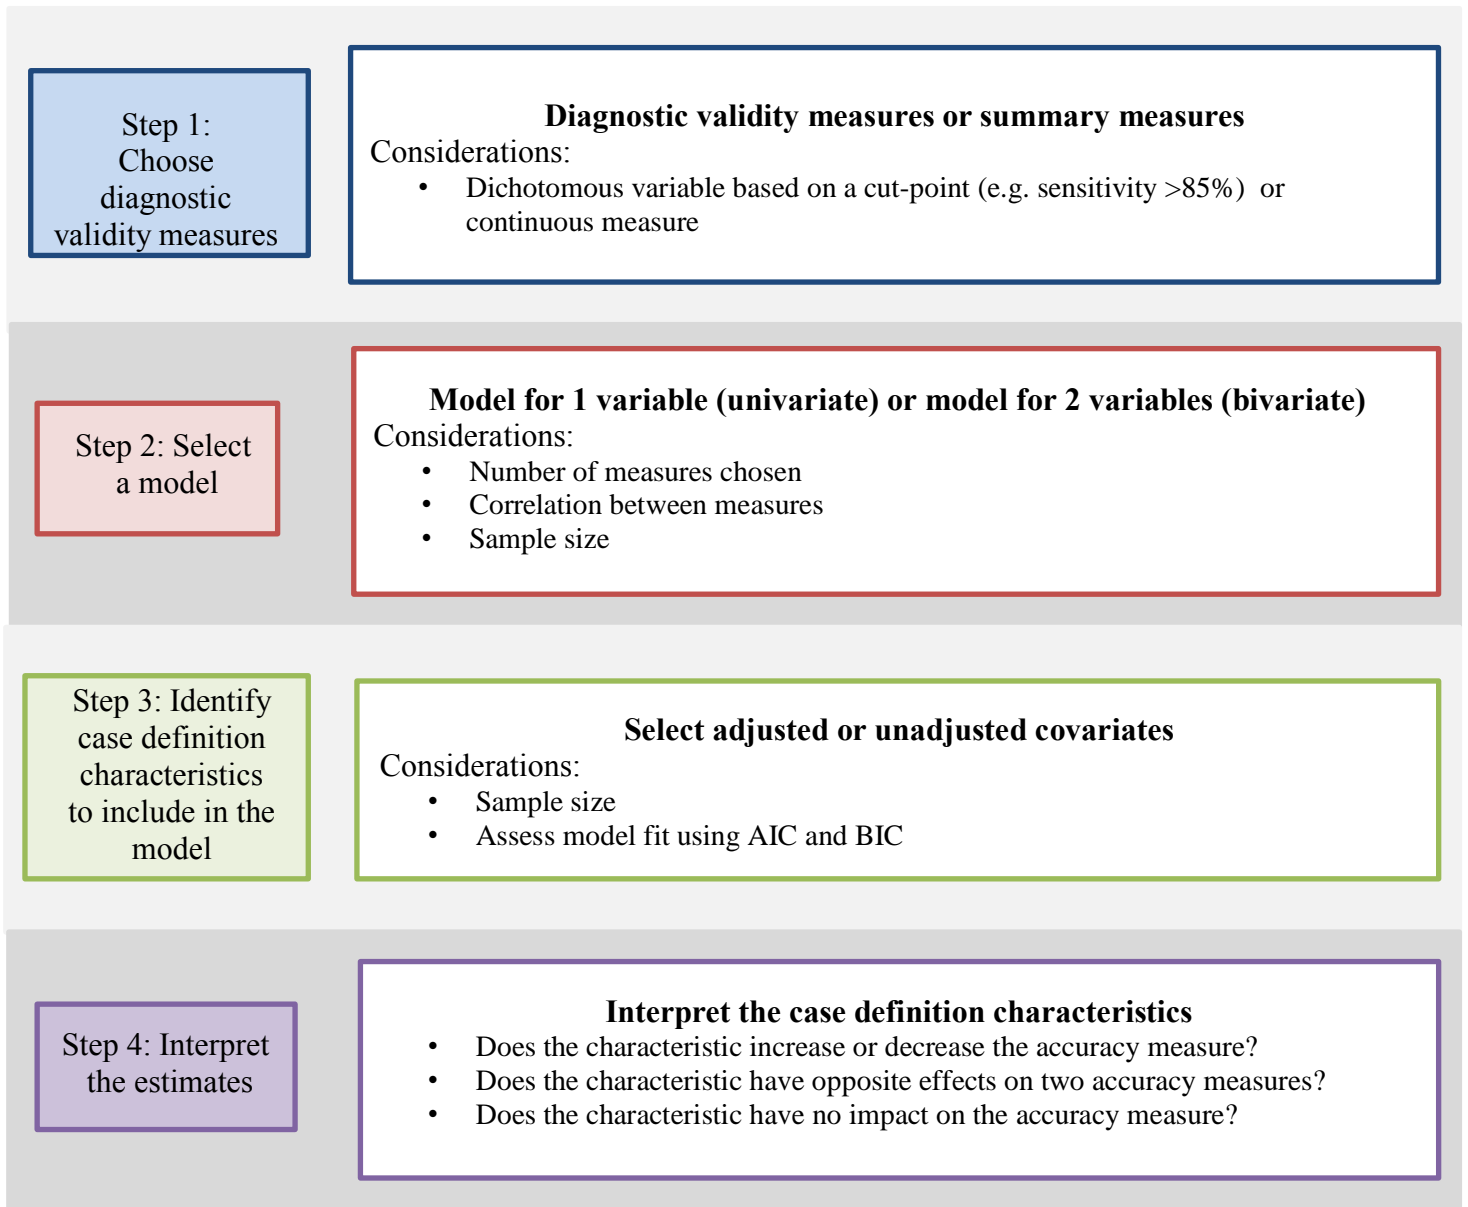 Step 1:
Choose
diagnostic
validity measures
Diagnostic validity measures or summary measures
Considerations:
• Dichotomous variable based on a cut-point (e.g. sensitivity >85%) or
continuous measure
Step 2: Select
a model
Model for 1 variable (univariate) or model for 2 variables (bivariate)
Considerations:
• Number of measures chosen
• Correlation between measures
• Sample size
Step 3: Identify
case definition
characteristics
to include in the
model
Select adjusted or unadjusted covariates
Considerations:
• Sample size
• Assess model fit using AIC and BIC
Step 4: Interpret
the estimates
Interpret the case definition characteristics
• Does the characteristic increase or decrease the accuracy measure?
• Does the characteristic have opposite effects on two accuracy measures?
• Does the characteristic have no impact on the accuracy measure?